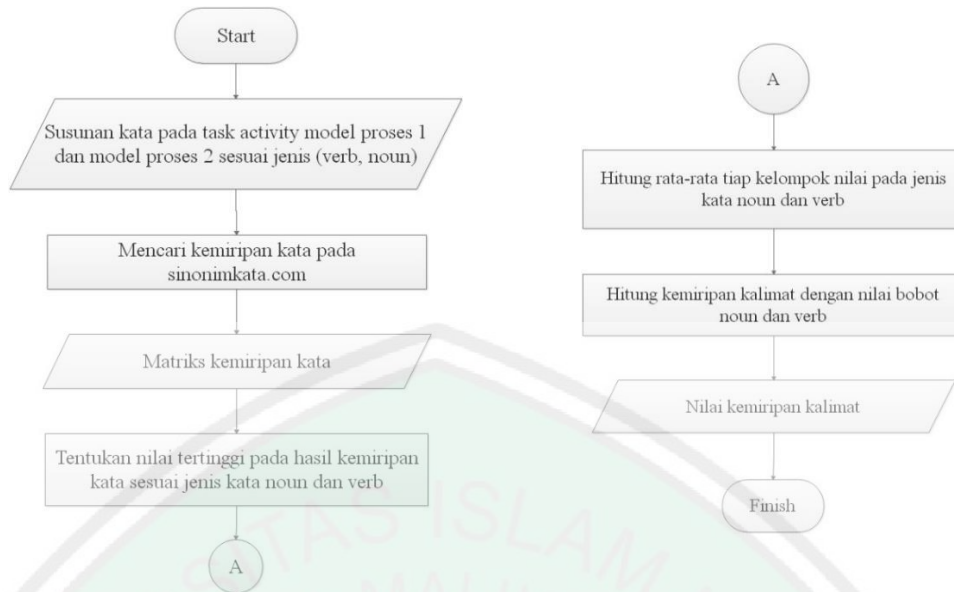 Start
Susunan kata pada task activity model proses 1
dan model proses 2 sesuai jenis (verb, noun)
Mencari kemiripan kata pada
sinonimkata.com
Matriks kemiripan kata
Tentukan nilai tertinggi pada hasil kemiripan
kata sesuai jenis kata noun dan verb
A
A
Hitung rata-rata tiap kelompok nilai pada jenis
kata noun dan verb
Hitung kemiripan kalimat dengan nilai bobot
noun dan verb
Nilai kemiripan kalimat
Finish
SITAS ISLAM